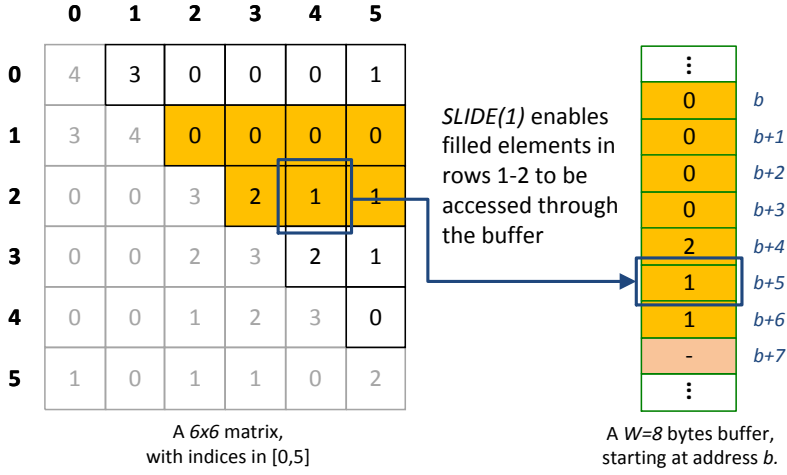 0 1 2 3 4 5
0 4 3 0 0 0 1
1 3 4 0 0 0 0
2 0 0 3 2 1 1
3 0 0 2 3 2 1
4 0 0 1 2 3 0
5 1 0 1 1 0 2
A 6x6 matrix,
with indices in [0,5]
SLIDE(1) enables
filled elements in
rows 1-2 to be
accessed through
the buffer
⋮
0 b
0 b+1
0 b+2
0 b+3
2 b+4
1 b+5
1 b+6
- b+7
⋮
A W=8 bytes buffer,
starting at address b.